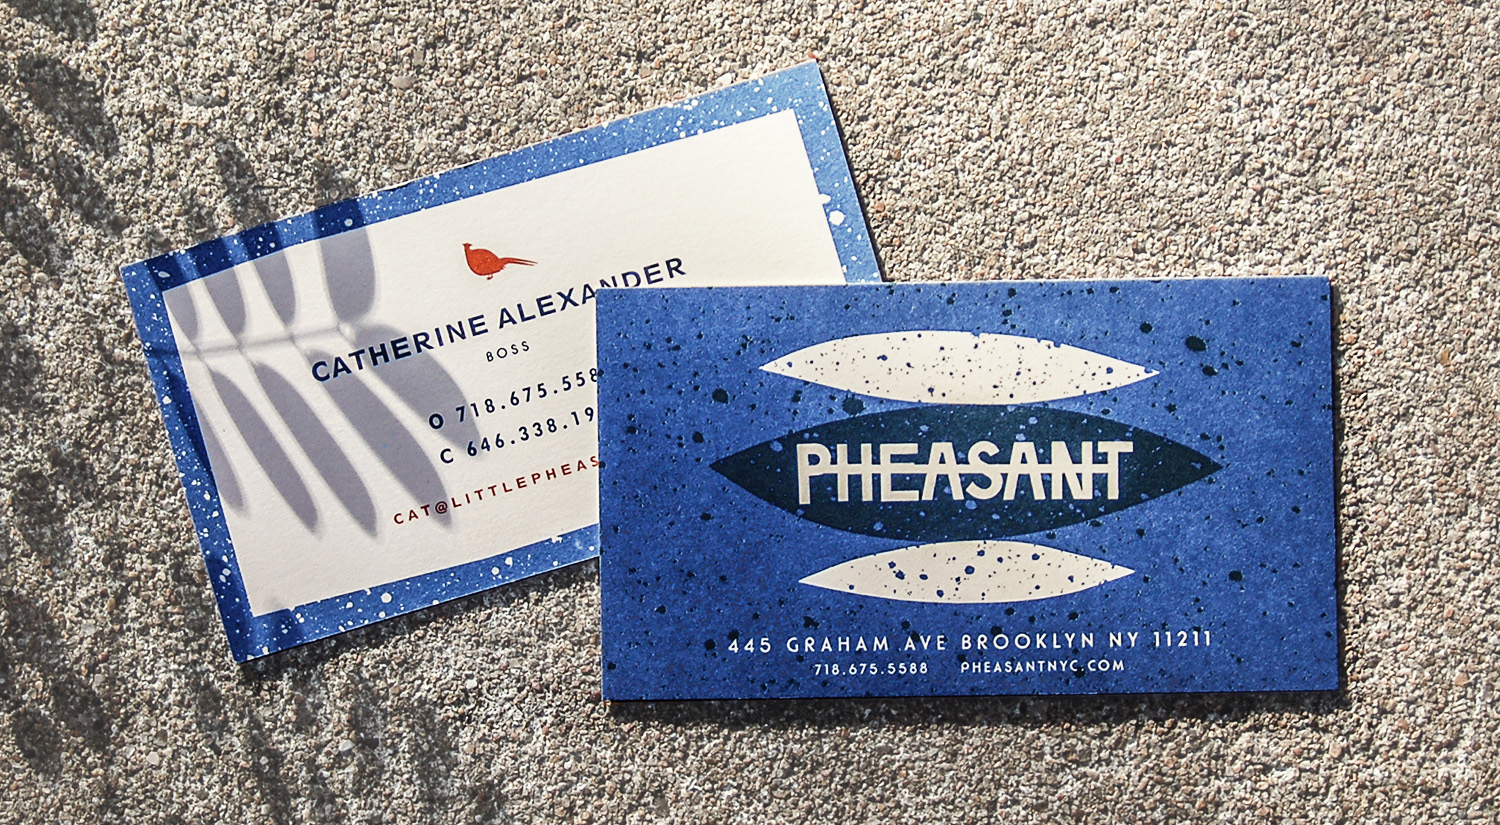 CATHERINE ALEXANDER
BOSS
O 718.675.558
C 646.338.19
CAT@LITTLEPHEAS
PHEASANT
445 GRAHAM AVE BROOKLYN NY 11211
718.675.5588 PHEASANTNYC.COM